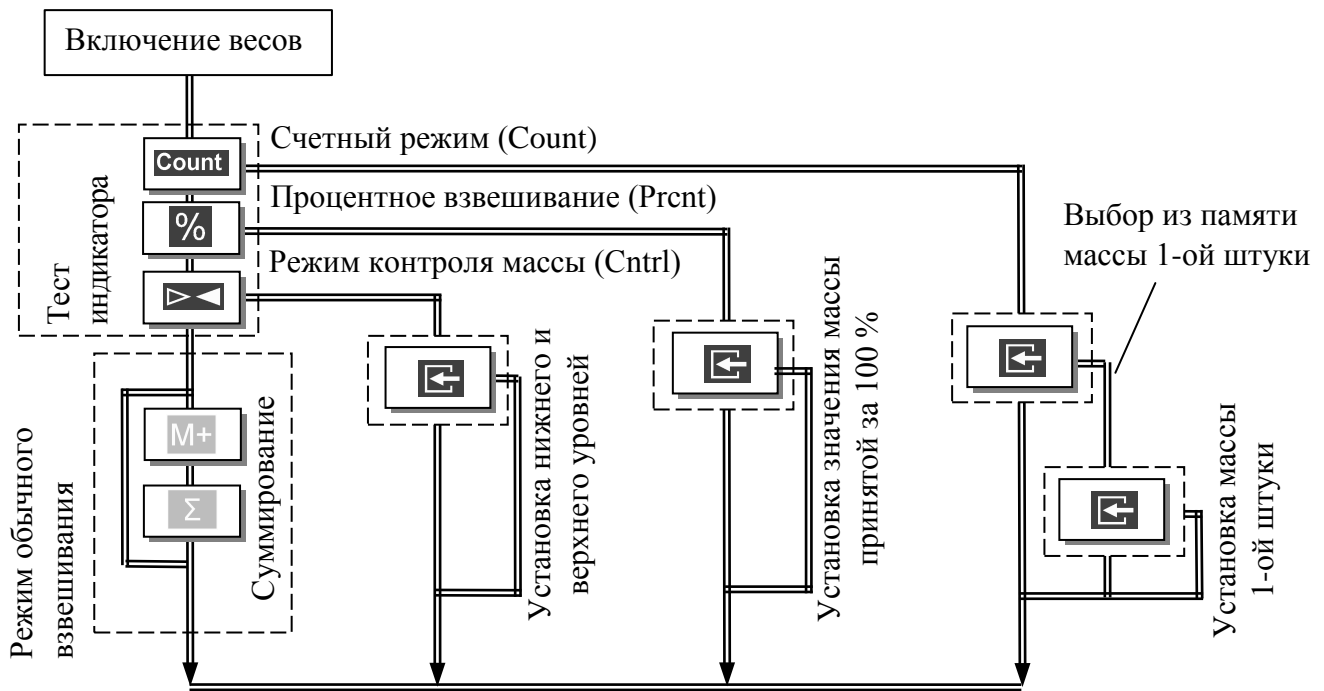 Включение весов
Счетный режим (Count)
Count
Процентное взвешивание (Prcnt)
%
Режим контроля массы (Cntrl)
Тест
индикатора
Выбор из памяти
массы 1-ой штуки
Режим обычного
взвешивания
M+
Σ
Суммирование
Установка нижнего и
верхнего уровней
Установка значения массы
принятой за 100 %
Установка массы
1-ой штуки